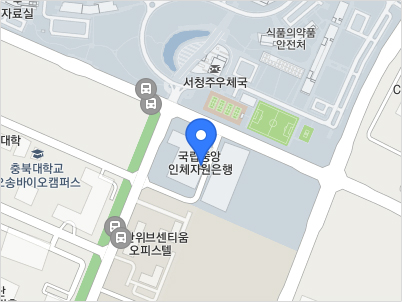 자료실
식품의약품
안전처
서청주우체국
C
대학
국립중앙
인체자원은행
충북대학교
오송바이오캠퍼스
위브센티움
오피스텔